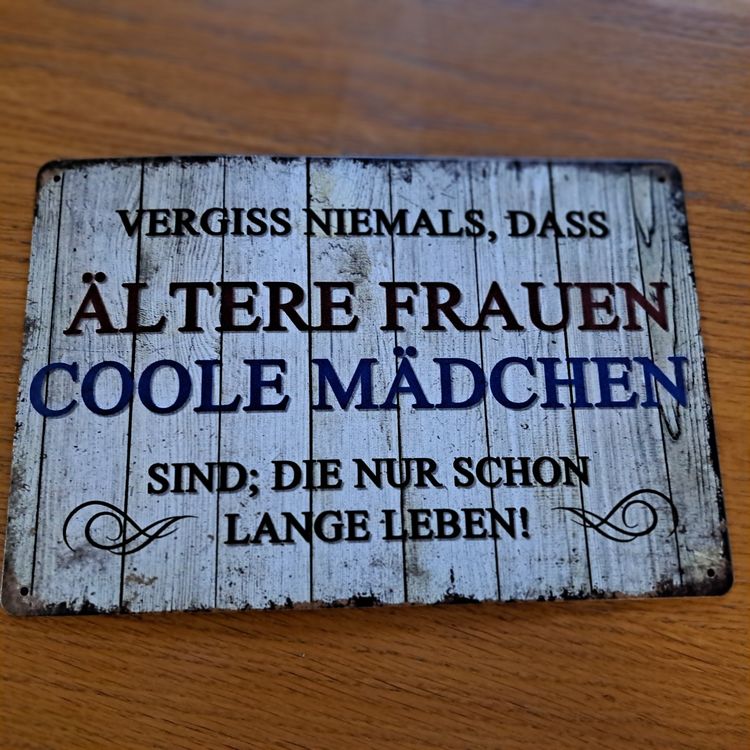 VERGISS NIEMALS, DASS
ÄLTERE FRAUEN
COOLE MÄDCHEN
SIND; DIE NUR SCHON
LANGE LEBEN!